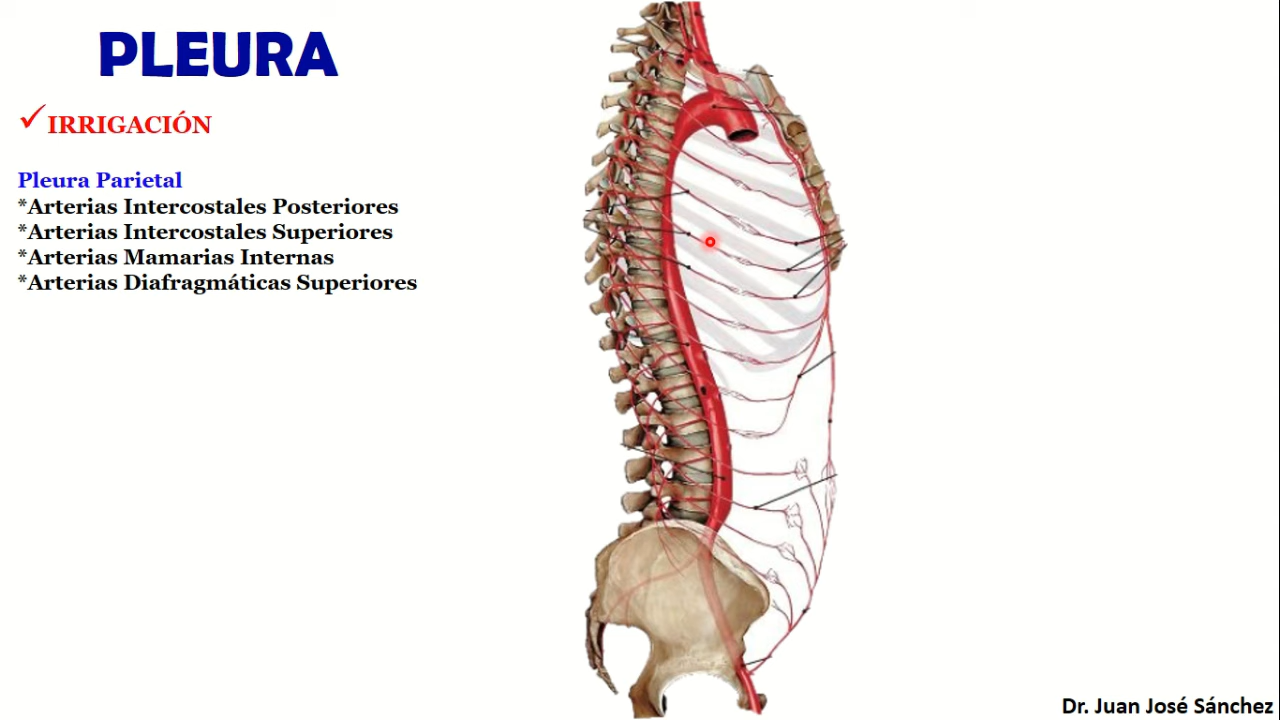 PLEURA
✓IRRIGACIÓN
Pleura Parietal
*Arterias Intercostales Posteriores
*Arterias Intercostales Superiores
*Arterias Mamarias Internas
*Arterias Diafragmáticas Superiores
Dr. Juan José Sánchez